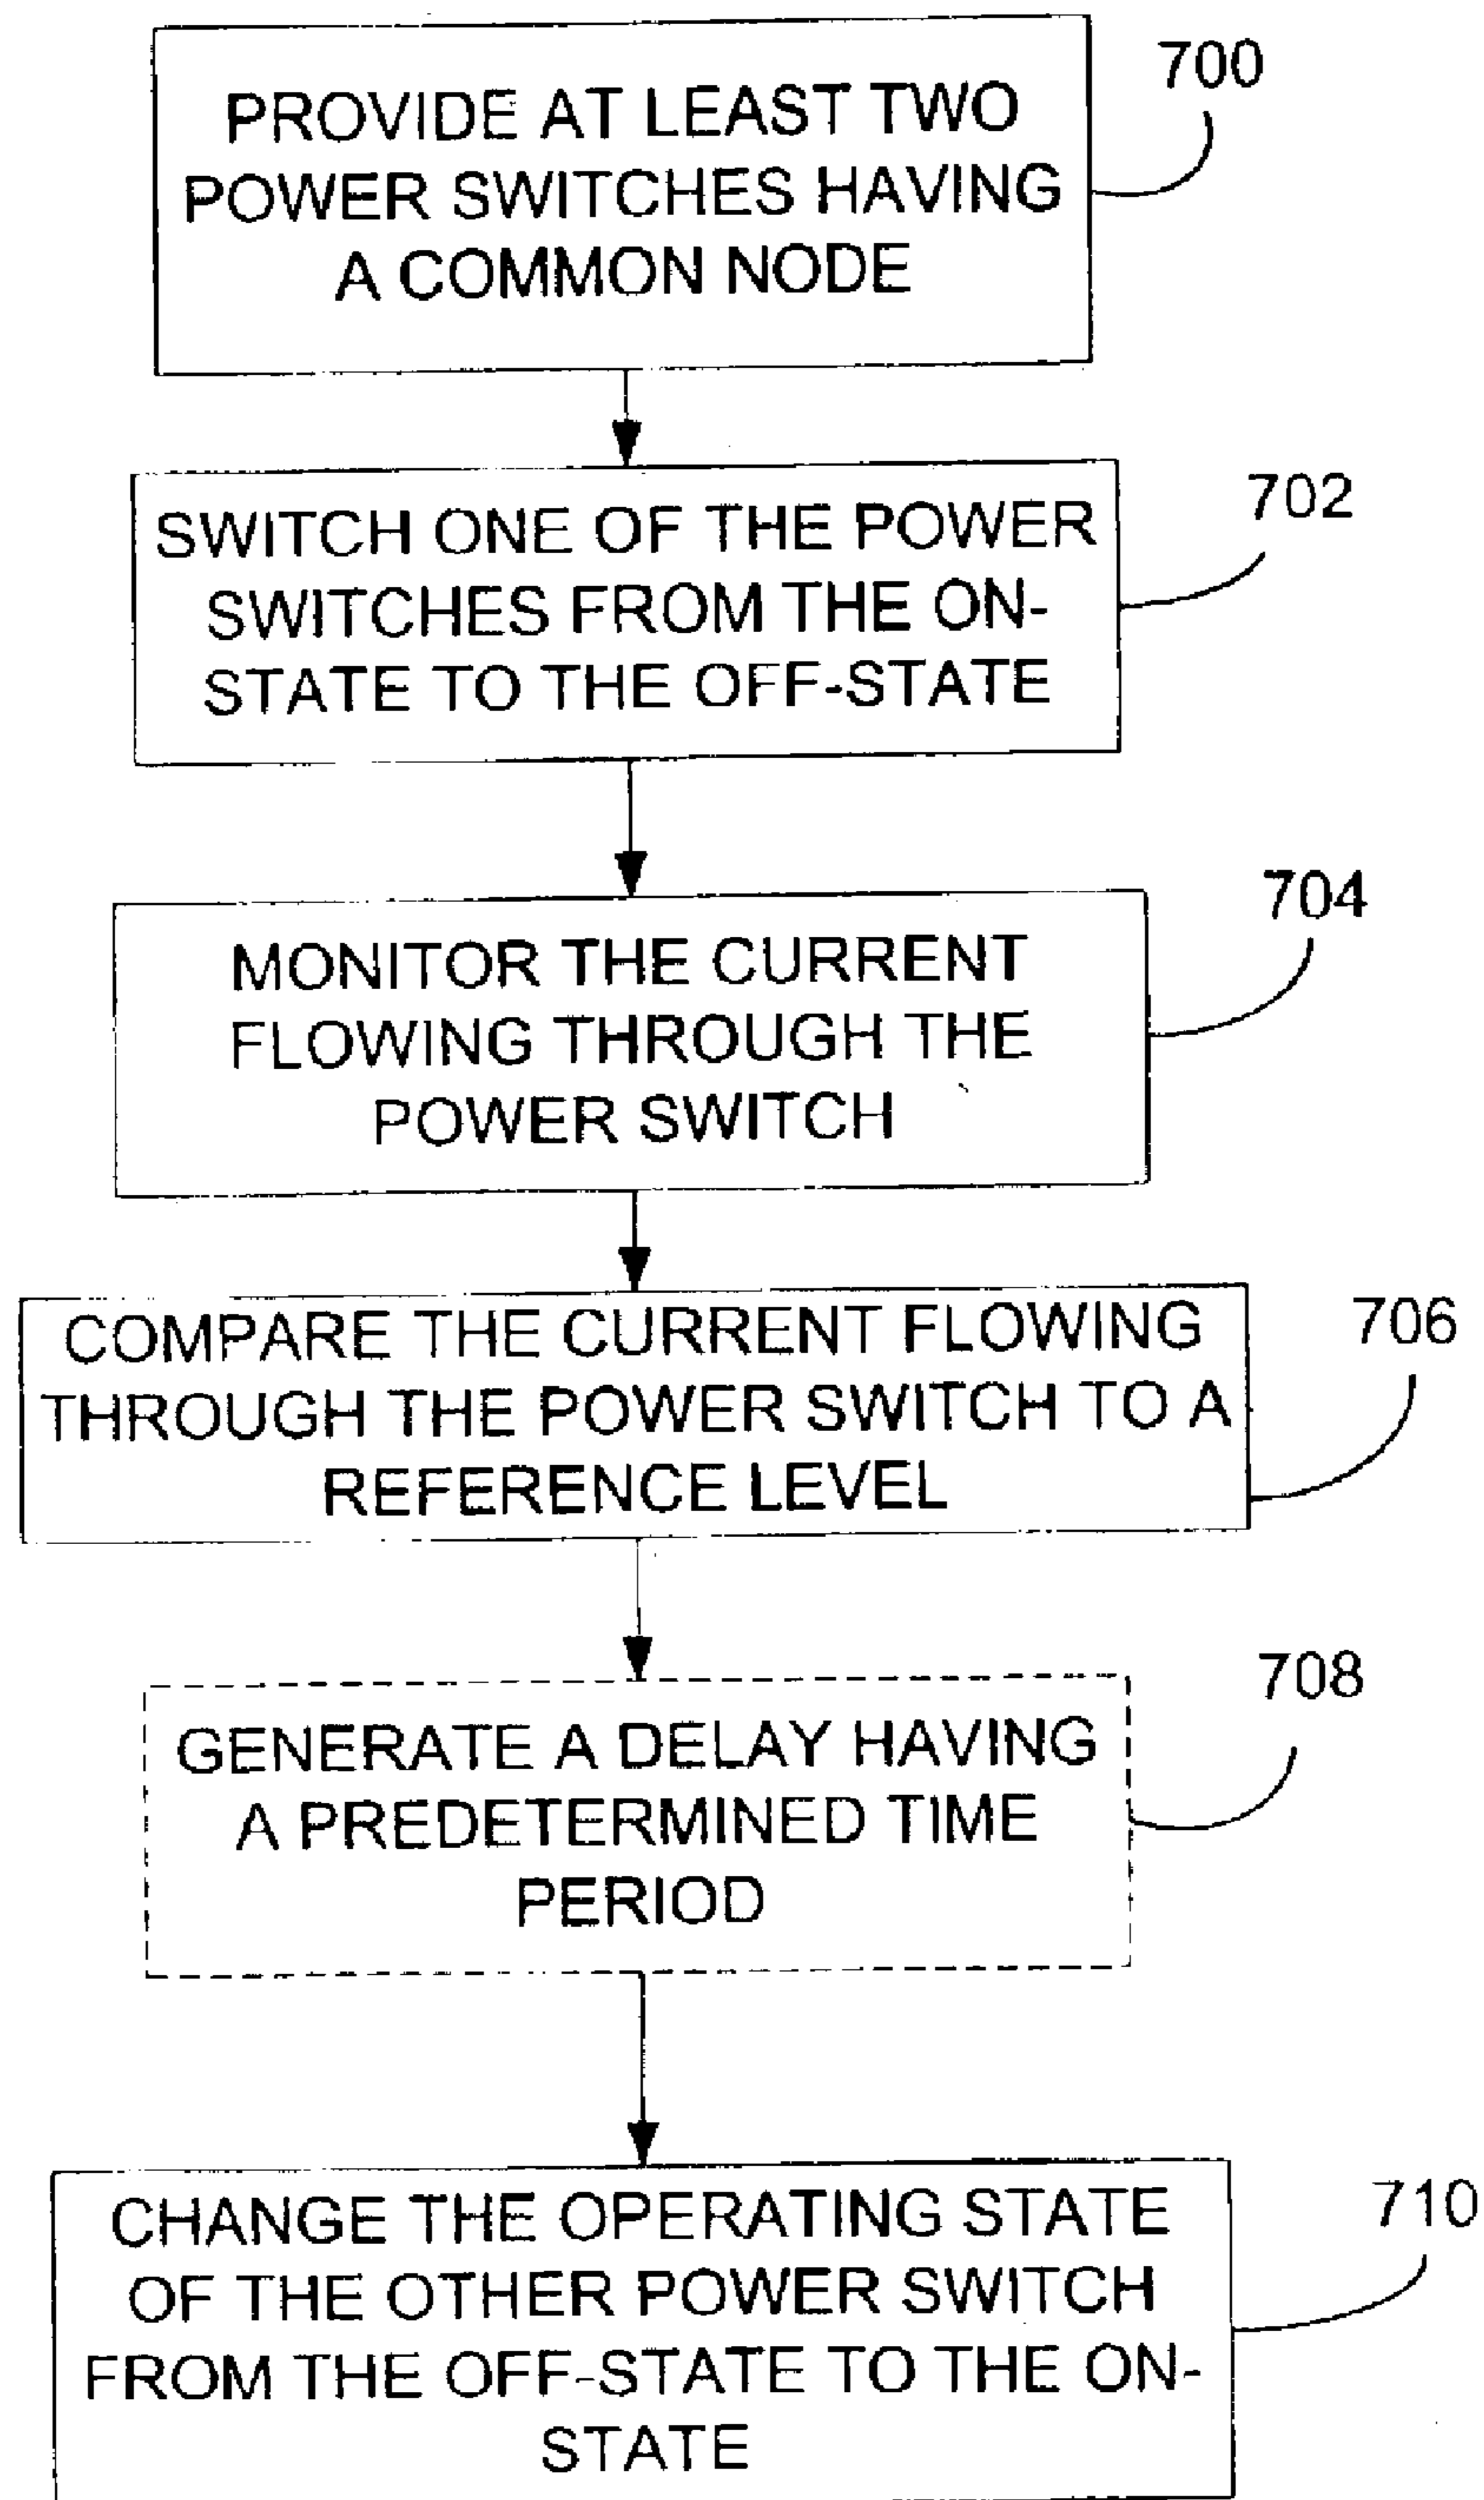 700
PROVIDE AT LEAST TWO
POWER SWITCHES HAVING
A COMMON NODE
702
SWITCH ONE OF THE POWER
SWITCHES FROM THE ON-
STATE TO THE OFF-STATE
704
MONITOR THE CURRENT
FLOWING THROUGH THE
POWER SWITCH
706
COMPARE THE CURRENT FLOWING
THROUGH THE POWER SWITCH TO A
REFERENCE LEVEL
708
GENERATE A DELAY HAVING
A PREDETERMINED TIME
PERIOD
710
CHANGE THE OPERATING STATE
OF THE OTHER POWER SWITCH
FROM THE OFF-STATE TO THE ON-
STATE